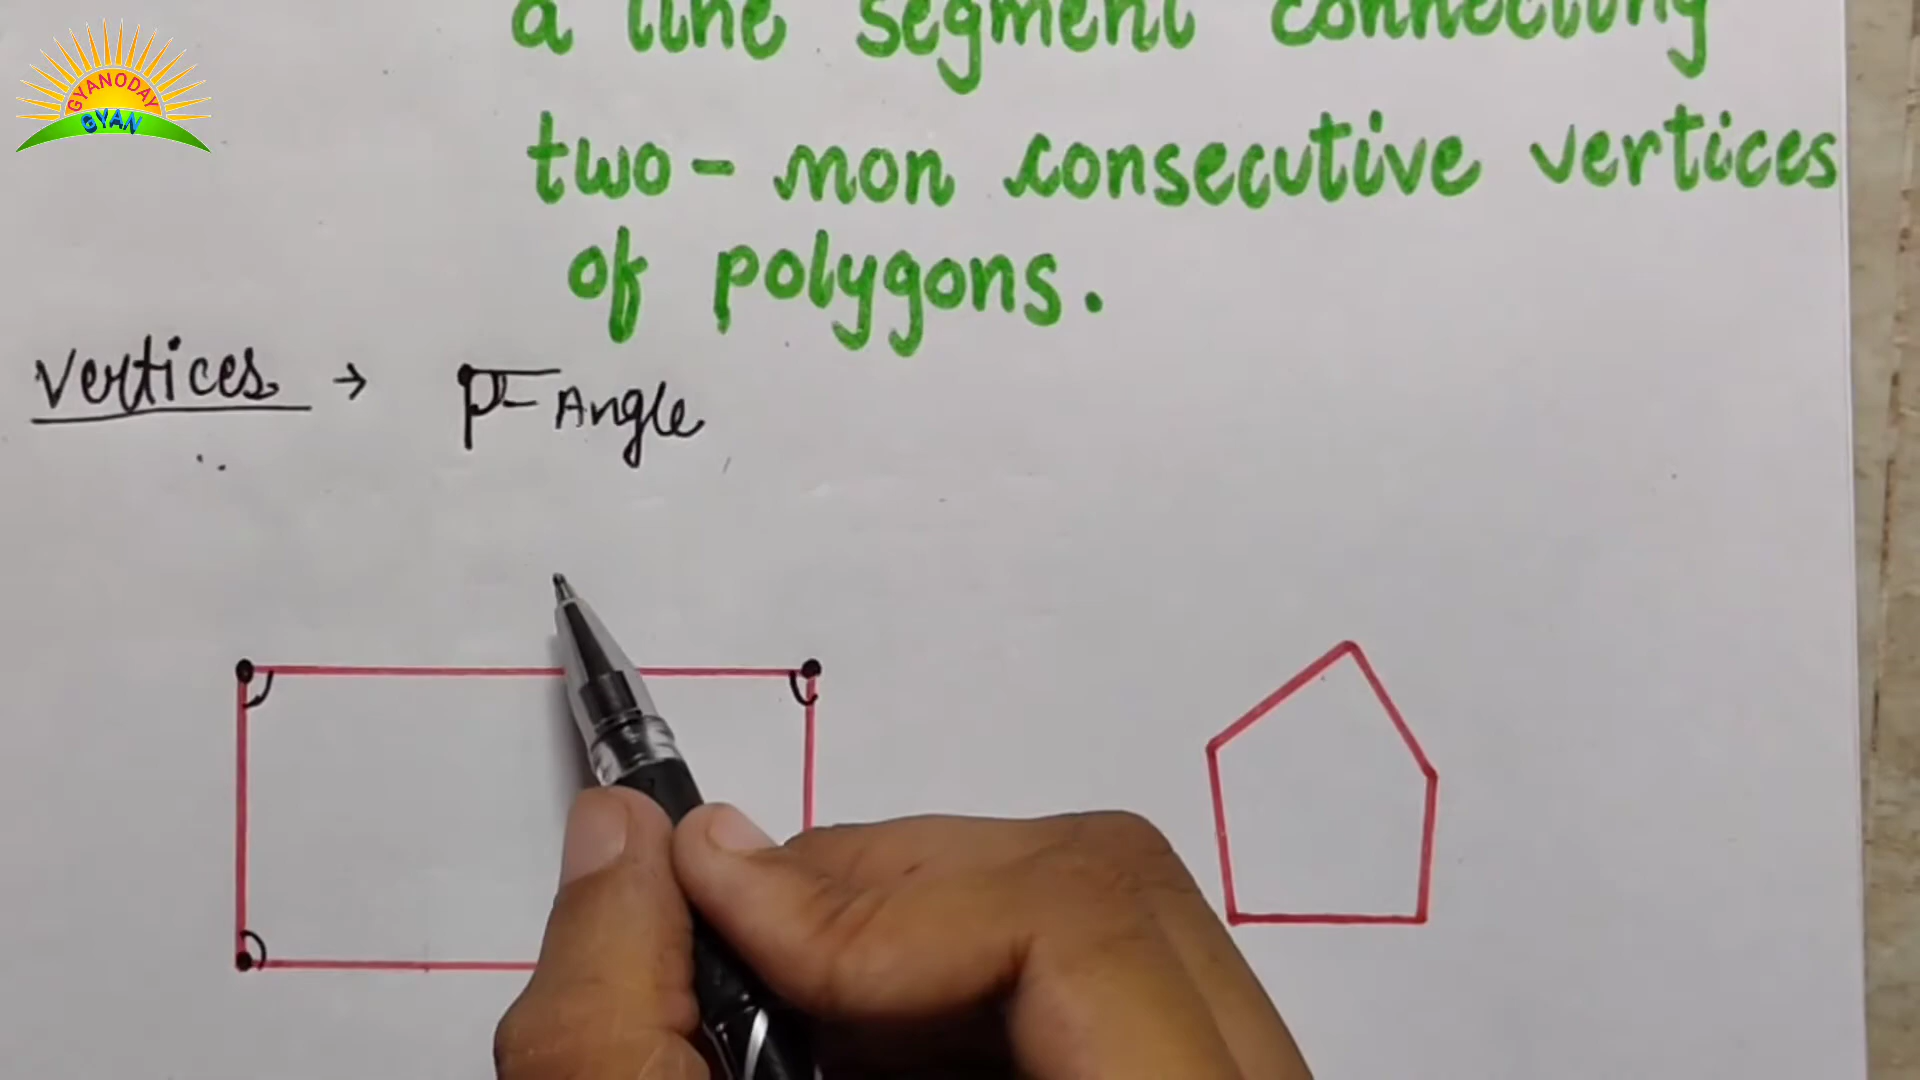 GYANODAY
GYAN
a line segment connecting
two - non consecutive vertices
of polygons.
Vertices → Angle